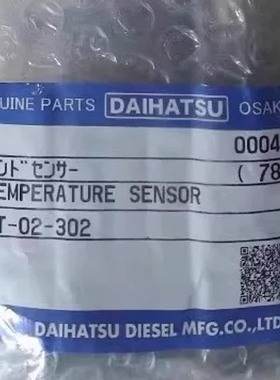 UINE PARTS DAIHATSU OSAK
0004
ンドセンサー ( 78
EMPERATURE SENSOR
T-02-302
DAIHATSU DIESEL MFG.CO.,LTD